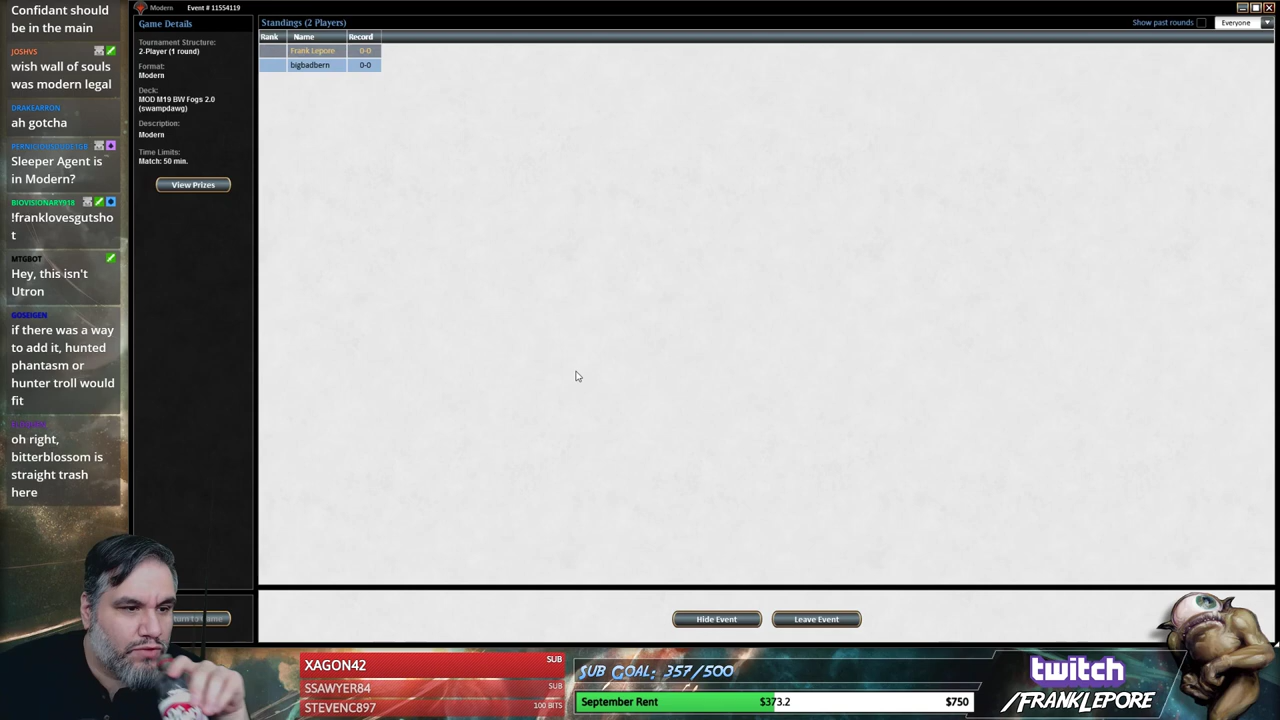 Confidant should
be in the main
JOSHVS
wish wall of souls
was modern legal
DRAKEARRON
ah gotcha
Sleeper Agent is
in Modern?
BIOVISIONARY918
!franklovesgutsho
t
MTGBOT
Hey, this isn't
Utron
GOSEIGEN
if there was a way
to add it, hunted
phantasm or
hunter troll would
fit
oh right,
bitterblossom is
straight trash
here
Modern Event # 11554119
Game Details
Tournament Structure:
2-Player (1 round)
Format:
Modern
Deck:
MOD M19 BW Fogs 2.0
(swampdawg)
Description:
Modern
Time Limits:
Match: 50 min.
View Prizes
Standings (2 Players)
Show past rounds
Everyone
Rank Name Record
Frank Lepore 0-0
bigbadbern 0-0
Hide Event
Leave Event
XAGON42 SUB
SSAWYER84 SUB
STEVENC897 100 BITS
SUB GOAL: 357/500
September Rent $373.2 $750
twitch
/FRANKLEPORE